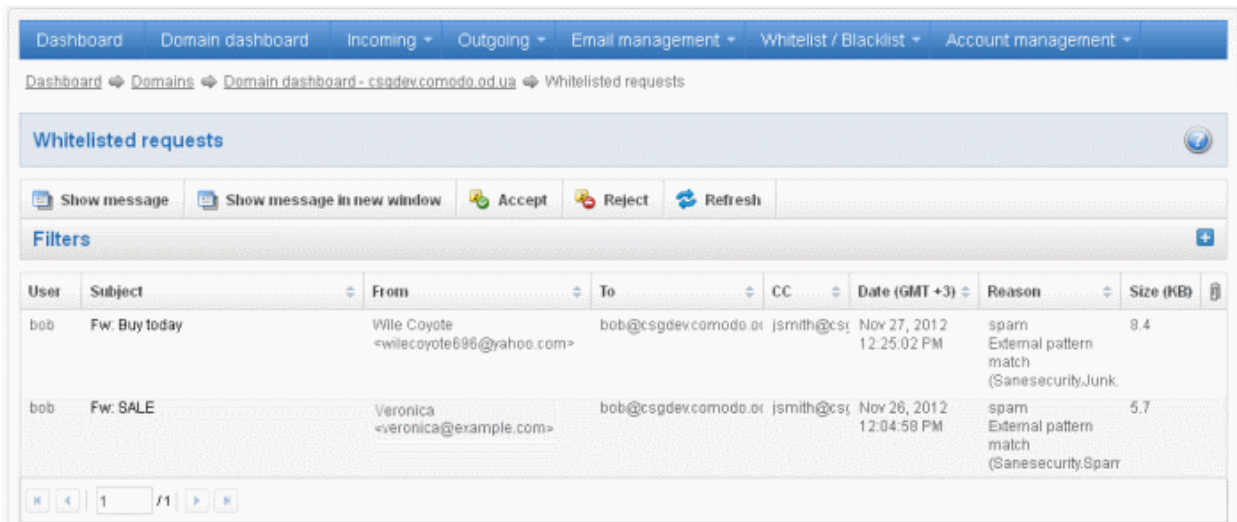 Dashboard Domain dashboard Incoming Outgoing Email management Whitelist / Blacklist Account management
Dashboard Domains Domain dashboard - csgdev.comodo.od.ua Whitelisted requests
Whitelisted requests
Show message Show message in new window Accept Reject Refresh
Filters
User Subject From To CC Date (GMT +3) Reason Size (KB)
bob Fw: Buy today Wile Coyote bob@csgdev.comodo.o jsmith@csg Nov 27, 2012 spam 8.4
<wilecoyote696@yahoo.com> 12:25:02 PM External pattern
match
(Sanesecurity.Junk.
bob Fw: SALE Veronica bob@csgdev.comodo.o jsmith@csg Nov 26, 2012 spam 5.7
<veronica@example.com> 12:04:58 PM External pattern
match
(Sanesecurity.Spam
1 /1